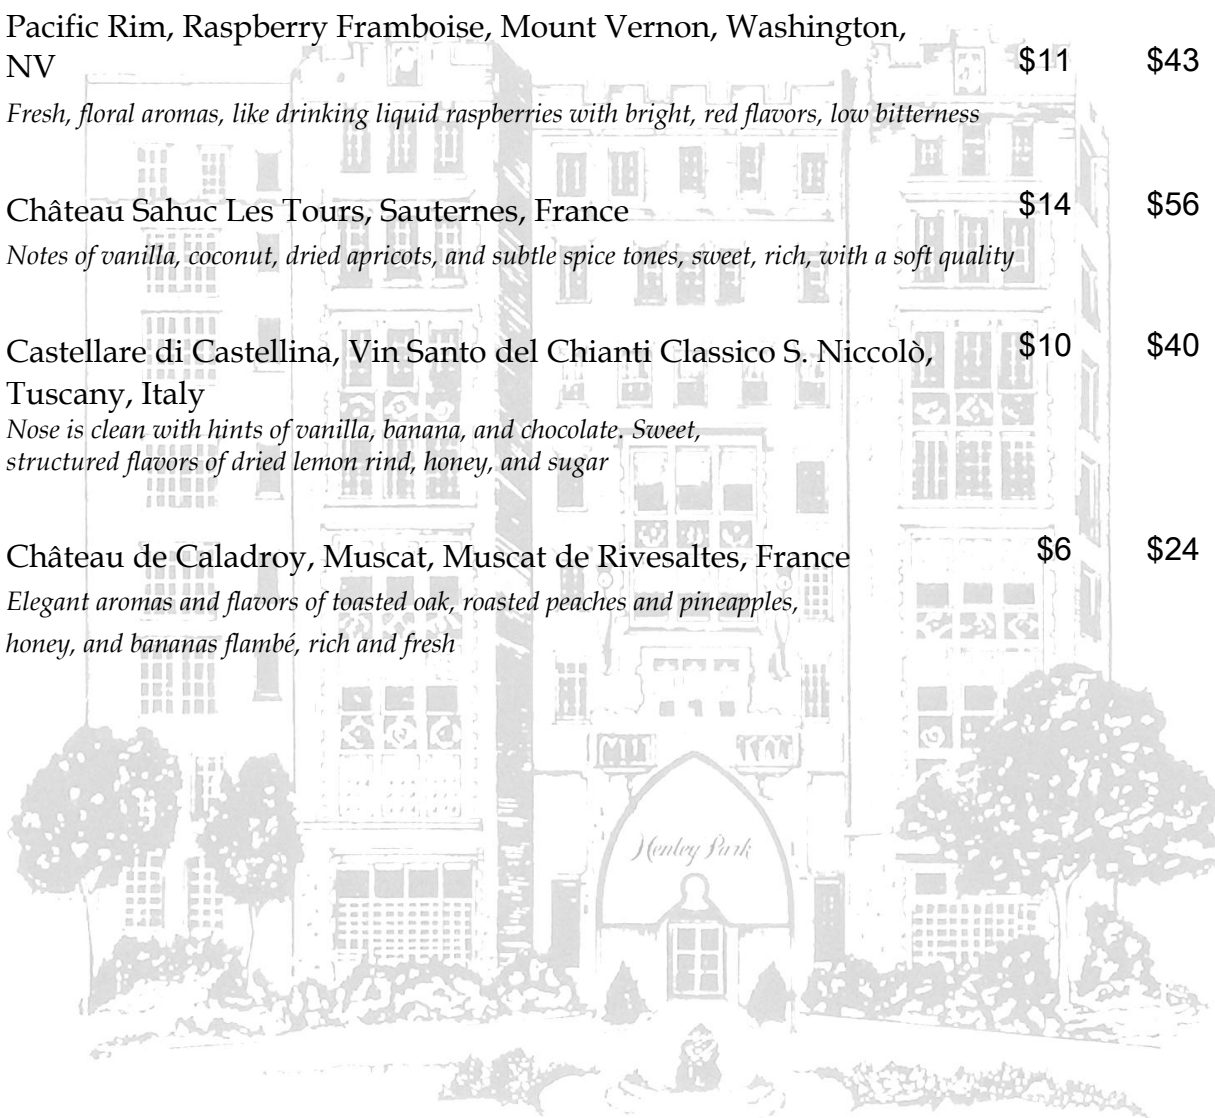 Pacific Rim, Raspberry Framboise, Mount Vernon, Washington,
NV $11 $43
Fresh, floral aromas, like drinking liquid raspberries with bright, red flavors, low bitterness
Château Sahuc Les Tours, Sauternes, France $14 $56
Notes of vanilla, coconut, dried apricots, and subtle spice tones, sweet, rich, with a soft quality
Castellare di Castellina, Vin Santo del Chianti Classico S. Niccolò, $10 $40
Tuscany, Italy
Nose is clean with hints of vanilla, banana, and chocolate. Sweet,
structured flavors of dried lemon rind, honey, and sugar
Château de Caladroy, Muscat, Muscat de Rivesaltes, France $6 $24
Elegant aromas and flavors of toasted oak, roasted peaches and pineapples,
honey, and bananas flambé, rich and fresh
Henley Park